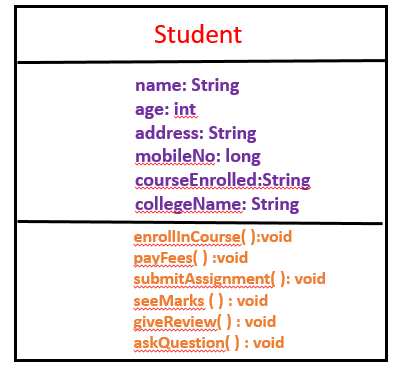 Student
name: String
age: int
address: String
mobileNo: long
courseEnrolled:String
collegeName: String
enrollInCourse( ):void
payFees( ) :void
submitAssignment( ): void
seeMarks ( ) : void
giveReview( ) : void
askQuestion( ) : void